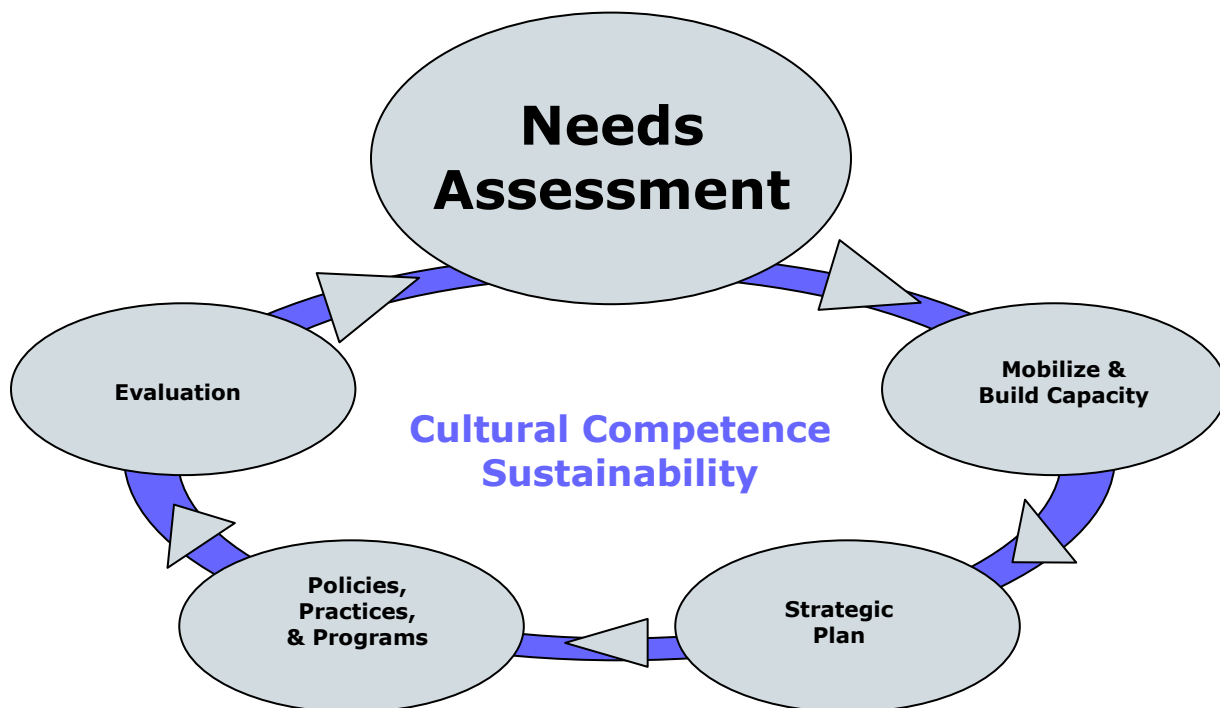 Needs
Assessment
Mobilize &
Build Capacity
Evaluation
Cultural Competence
Sustainability
Policies,
Practices,
& Programs
Strategic
Plan